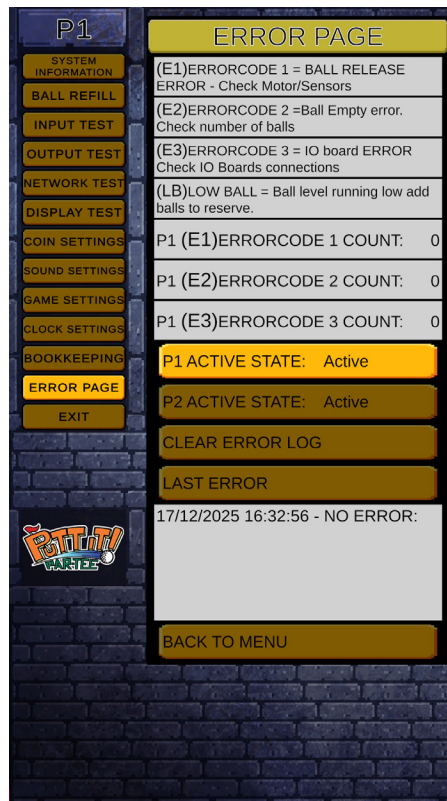 P1
SYSTEM
INFORMATION
BALL REFILL
INPUT TEST
OUTPUT TEST
NETWORK TEST
DISPLAY TEST
COIN SETTINGS
SOUND SETTINGS
GAME SETTINGS
CLOCK SETTINGS
BOOKKEEPING
ERROR PAGE
EXIT
PUTT IT!
PAR-TEE
ERROR PAGE
(E1)ERRORCODE 1 = BALL RELEASE
ERROR - Check Motor/Sensors
(E2)ERRORCODE 2 =Ball Empty error.
Check number of balls
(E3)ERRORCODE 3 = IO board ERROR
Check IO Boards connections
(LB)LOW BALL = Ball level running low add
balls to reserve.
P1 (E1)ERRORCODE 1 COUNT: 0
P1 (E2)ERRORCODE 2 COUNT: 0
P1 (E3)ERRORCODE 3 COUNT: 0
P1 ACTIVE STATE: Active
P2 ACTIVE STATE: Active
CLEAR ERROR LOG
LAST ERROR
17/12/2025 16:32:56 - NO ERROR:
BACK TO MENU